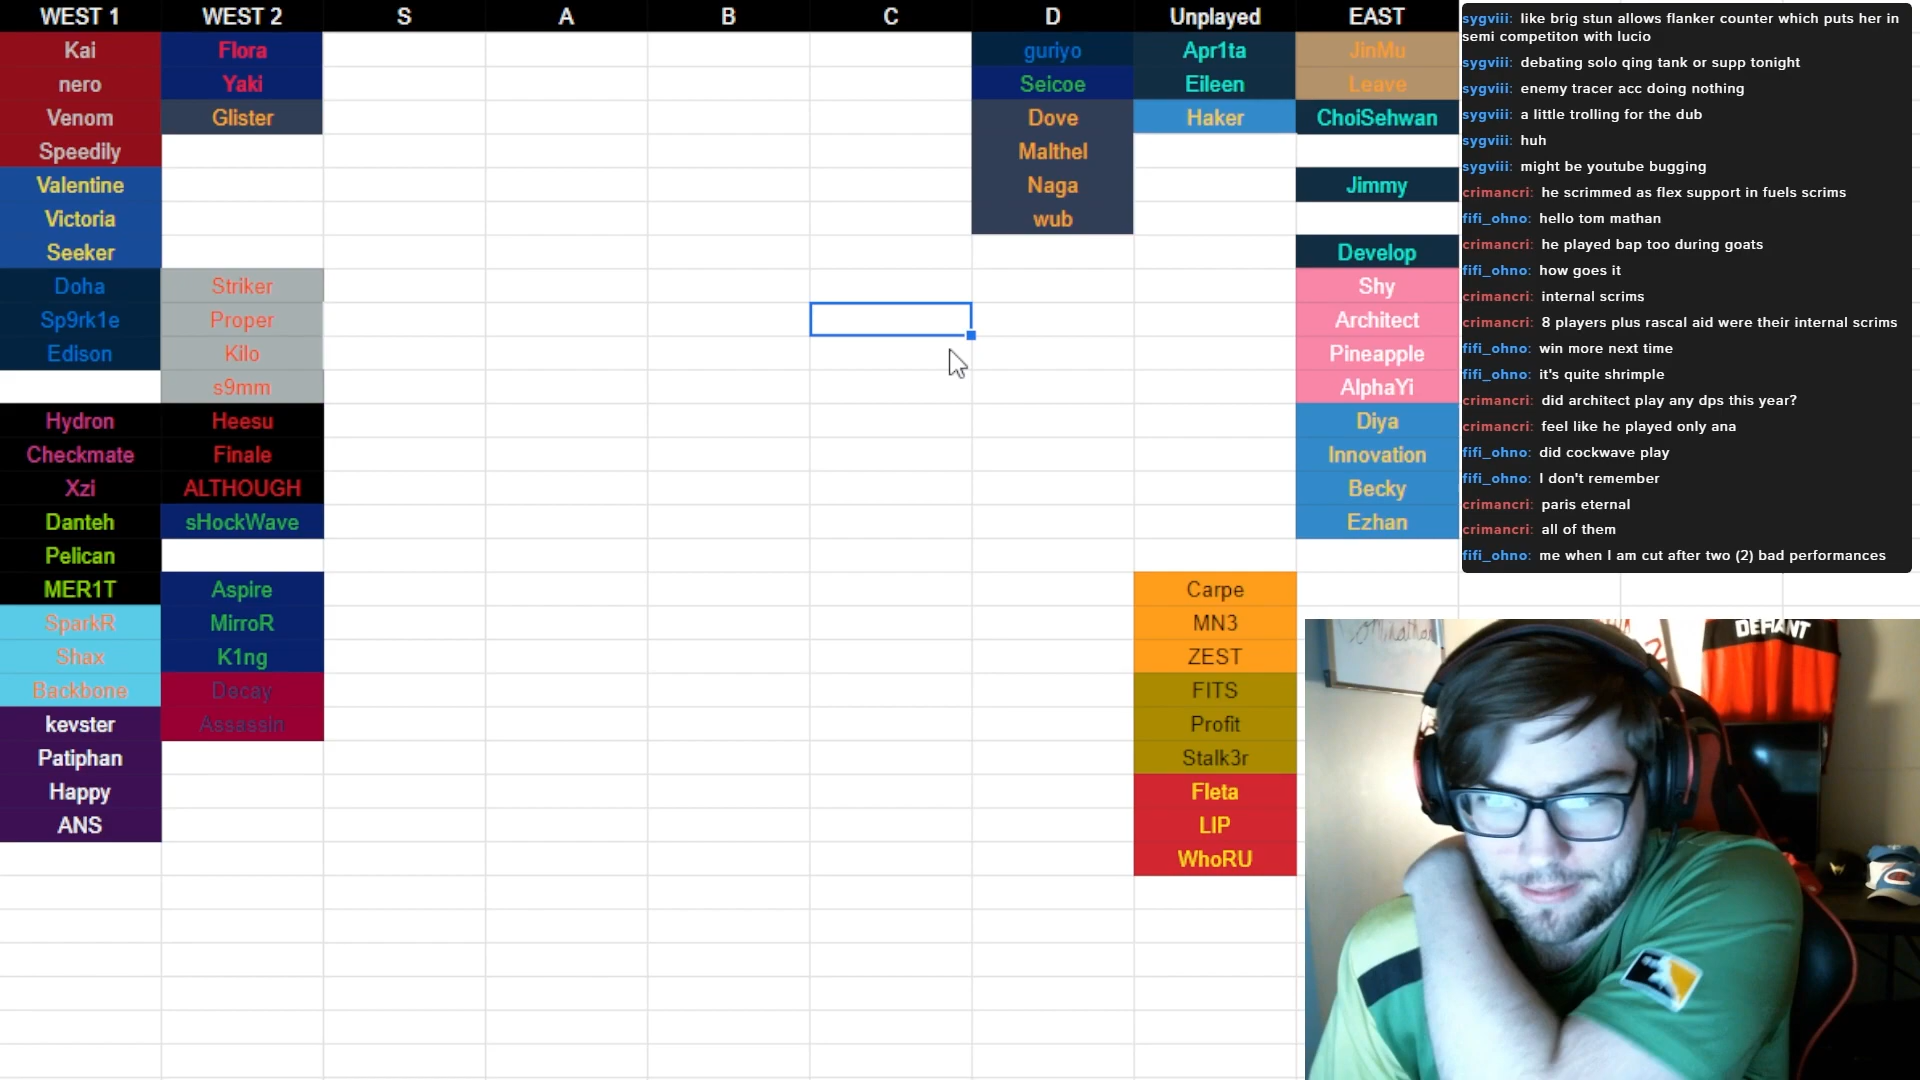 WEST 1 WEST 2 S A B C D Unplayed EAST
Kai Flora guriyo Apr1ta JinMu
nero Yaki Seicoe Eileen Leave
Venom Glister Dove Haker ChoiSehwan
Speedily Malthel
Valentine Naga Jimmy
Victoria wub
Seeker Develop
Doha Striker Shy
Sp9rk1e Proper Architect
Edison Kilo Pineapple
s9mm AlphaYi
Hydron Heesu Diya
Checkmate Finale Innovation
Xzi ALTHOUGH Becky
Danteh sHockWave Ezhan
Pelican
MER1T Aspire Carpe
SparkR MirroR MN3
Shax K1ng ZEST
Backbone Decay FITS
kevster Assassin Profit
Patiphan Stalk3r
Happy Fleta
ANS LIP
WhoRU
sygviii: like brig stun allows flanker counter which puts her in
semi competiton with lucio
sygviii: debating solo qing tank or supp tonight
sygviii: enemy tracer acc doing nothing
sygviii: a little trolling for the dub
sygviii: huh
sygviii: might be youtube bugging
crimancri: he scrimmed as flex support in fuels scrims
fifi_ohno: hello tom mathan
crimancri: he played bap too during goats
fifi_ohno: how goes it
crimancri: internal scrims
crimancri: 8 players plus rascal aid were their internal scrims
fifi_ohno: win more next time
fifi_ohno: it's quite shrimple
crimancri: did architect play any dps this year?
crimancri: feel like he played only ana
fifi_ohno: did cockwave play
fifi_ohno: I don't remember
crimancri: paris eternal
crimancri: all of them
fifi_ohno: me when I am cut after two (2) bad performances
DEFIANT